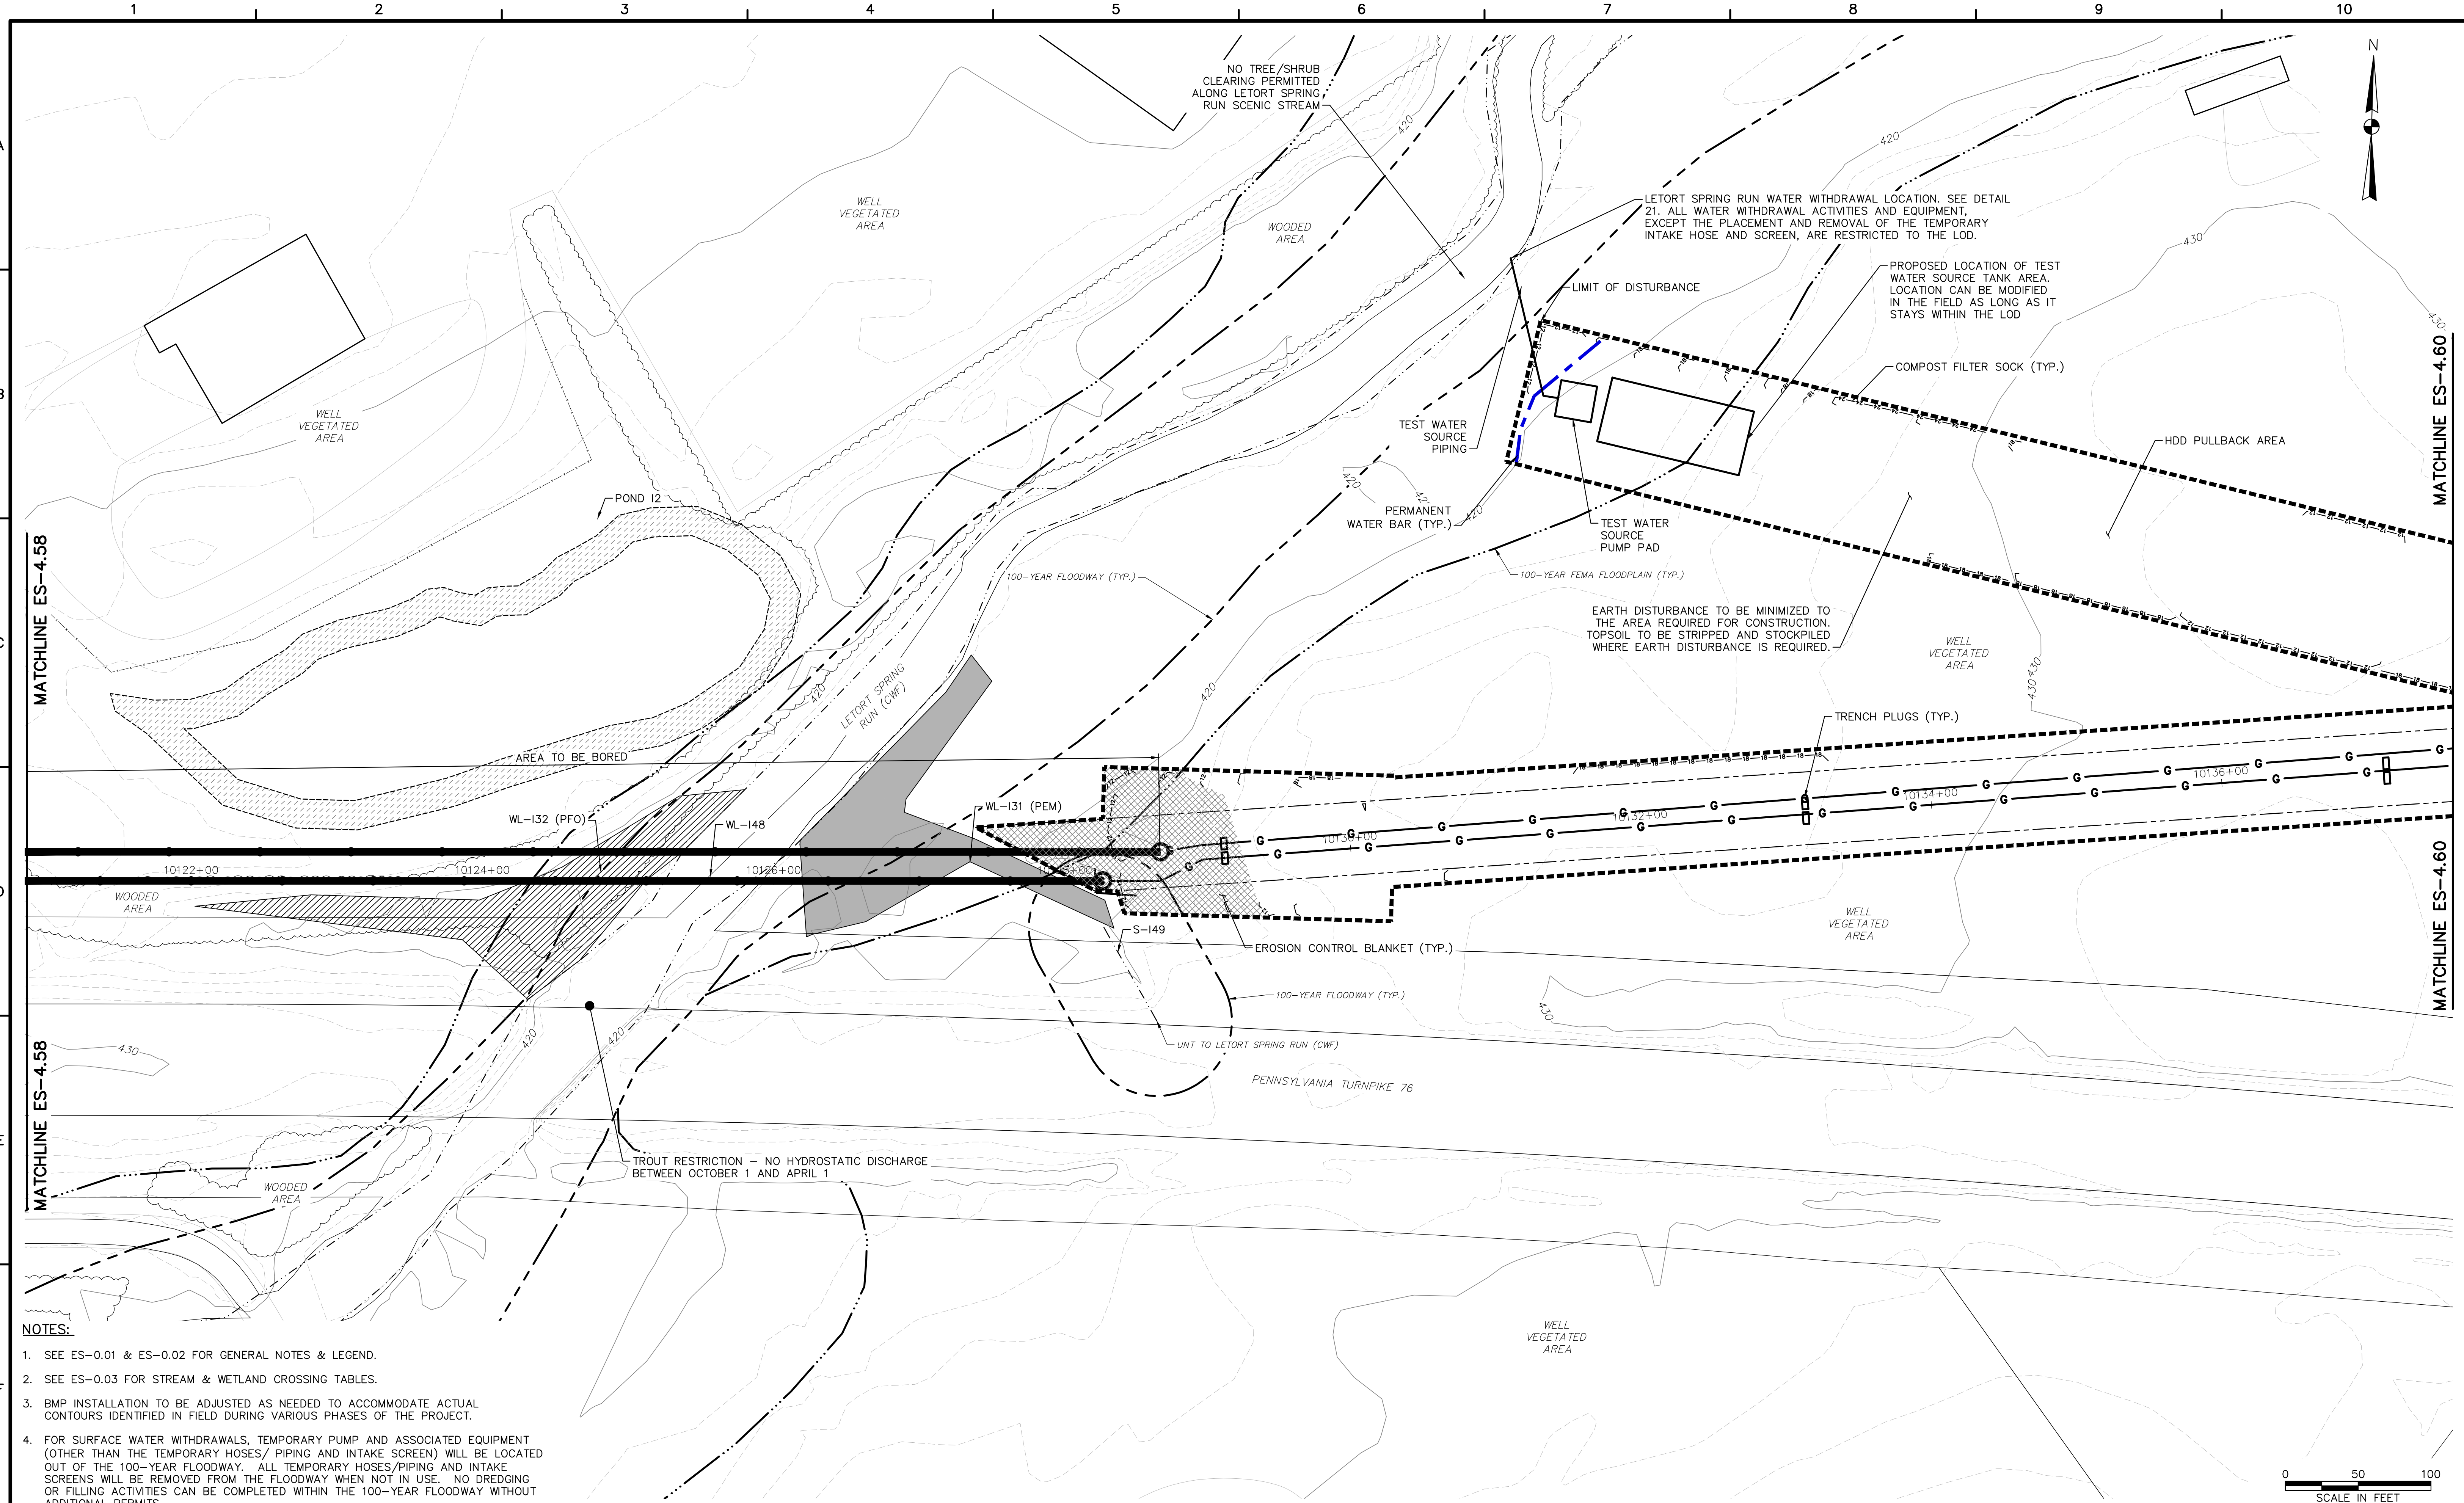 1 2 3 4 5 6 7 8 9 10
N
NO TREE/SHRUB
CLEARING PERMITTED
ALONG LETORT SPRING
RUN SCENIC STREAM
420
420
A
WELL
VEGETATED
AREA
WOODED
AREA
LETORT SPRING RUN WATER WITHDRAWAL LOCATION. SEE DETAIL
21. ALL WATER WITHDRAWAL ACTIVITIES AND EQUIPMENT,
EXCEPT THE PLACEMENT AND REMOVAL OF THE TEMPORARY
INTAKE HOSE AND SCREEN, ARE RESTRICTED TO THE LOD.
430
PROPOSED LOCATION OF TEST
WATER SOURCE TANK AREA.
LOCATION CAN BE MODIFIED
IN THE FIELD AS LONG AS IT
STAYS WITHIN THE LOD
LIMIT OF DISTURBANCE
430
MATCHLINE ES-4.60
COMPOST FILTER SOCK (TYP.)
B
WELL
VEGETATED
AREA
TEST WATER
SOURCE
PIPING
HDD PULLBACK AREA
POND 12
420
PERMANENT
WATER BAR (TYP.)
420
TEST WATER
SOURCE
PUMP PAD
MATCHLINE ES-4.58
100-YEAR FLOODWAY (TYP.)
100-YEAR FEMA FLOODPLAIN (TYP.)
EARTH DISTURBANCE TO BE MINIMIZED TO
THE AREA REQUIRED FOR CONSTRUCTION.
TOPSOIL TO BE STRIPPED AND STOCKPILED
WHERE EARTH DISTURBANCE IS REQUIRED.
C
WELL
VEGETATED
AREA
430
430
420
LETORT SPRING
RUN (CWF)
420
TRENCH PLUGS (TYP.)
AREA TO BE BORED
WL-132 (PFO)
WL-148
WL-131 (PEM)
10136+00
10134+00
10132+00
10130+00
10122+00
10124+00
10126+00
WOODED
AREA
D
S-149
EROSION CONTROL BLANKET (TYP.)
WELL
VEGETATED
AREA
MATCHLINE ES-4.60
100-YEAR FLOODWAY (TYP.)
430
420
420
430
UNT TO LETORT SPRING RUN (CWF)
PENNSYLVANIA TURNPIKE 76
MATCHLINE ES-4.58
E
TROUT RESTRICTION - NO HYDROSTATIC DISCHARGE
BETWEEN OCTOBER 1 AND APRIL 1
WOODED
AREA
WELL
VEGETATED
AREA
NOTES:
1. SEE ES-0.01 & ES-0.02 FOR GENERAL NOTES & LEGEND.
2. SEE ES-0.03 FOR STREAM & WETLAND CROSSING TABLES.
F
3. BMP INSTALLATION TO BE ADJUSTED AS NEEDED TO ACCOMMODATE ACTUAL
CONTOURS IDENTIFIED IN FIELD DURING VARIOUS PHASES OF THE PROJECT.
4. FOR SURFACE WATER WITHDRAWALS, TEMPORARY PUMP AND ASSOCIATED EQUIPMENT
(OTHER THAN THE TEMPORARY HOSES/ PIPING AND INTAKE SCREEN) WILL BE LOCATED
OUT OF THE 100-YEAR FLOODWAY. ALL TEMPORARY HOSES/PIPING AND INTAKE
SCREENS WILL BE REMOVED FROM THE FLOODWAY WHEN NOT IN USE. NO DREDGING
OR FILLING ACTIVITIES CAN BE COMPLETED WITHIN THE 100-YEAR FLOODWAY WITHOUT
ADDITIONAL PERMITS
0 50 100
SCALE IN FEET